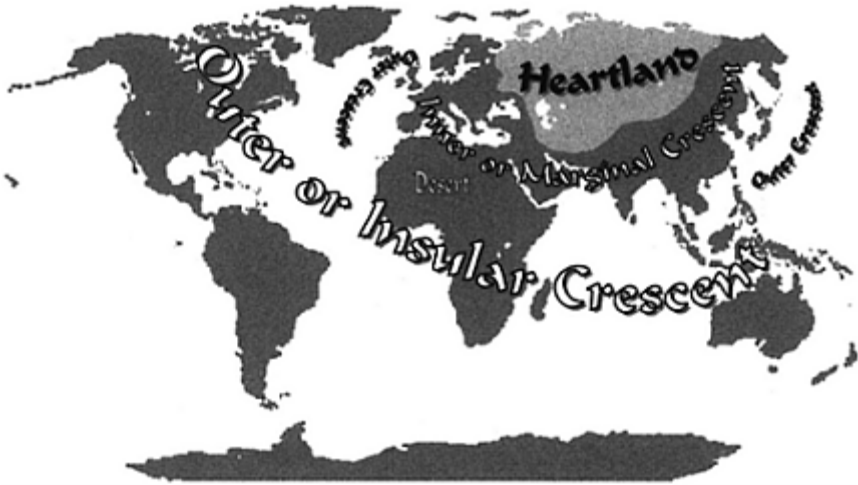 Heartland
Outer Crescent
Inner or Marginal Crescent
Outer Crescent
Desert
Outer or Insular Crescent